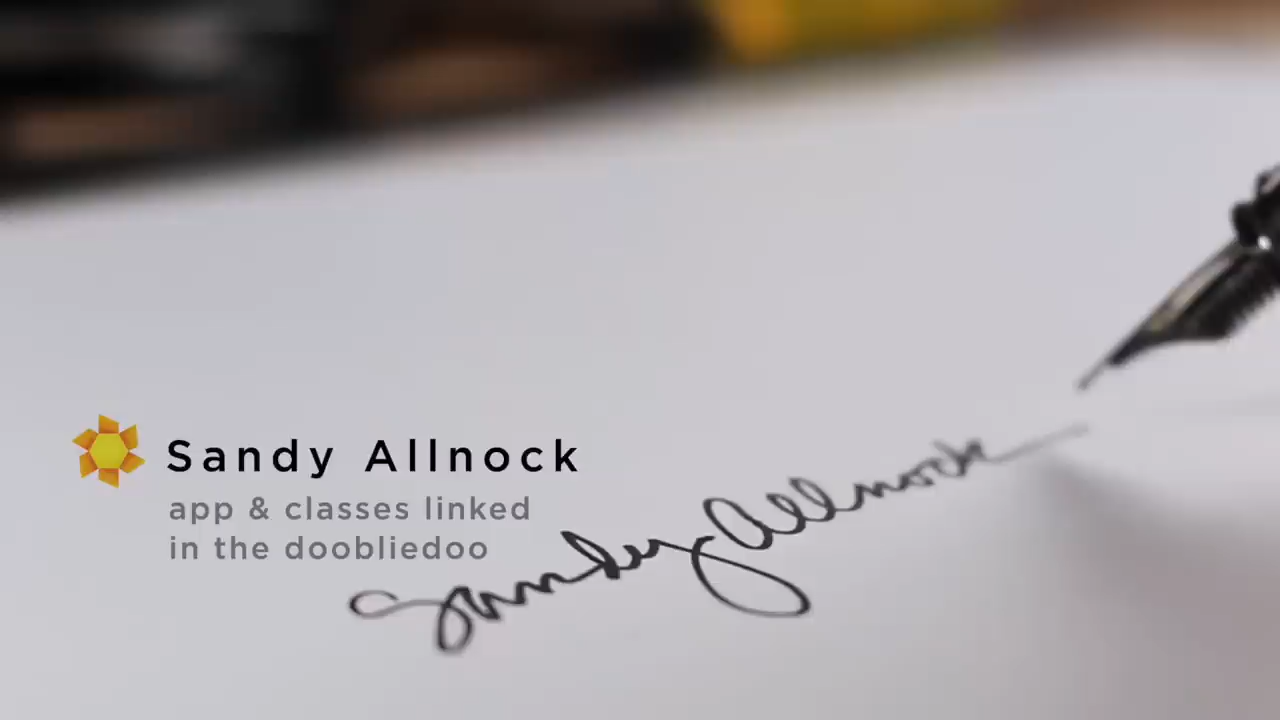 Sandy Allnock
app & classes linked
in the doobliedoo
Sandy Allnock